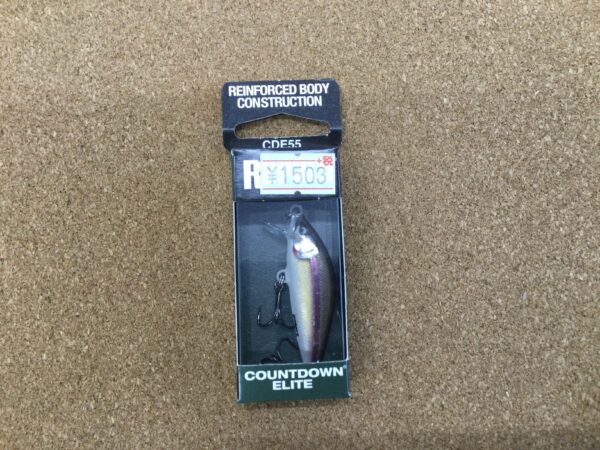 REINFORCED BODY
CONSTRUCTION
CDE55
+税
R
¥1503
COUNTDOWN®
ELITE